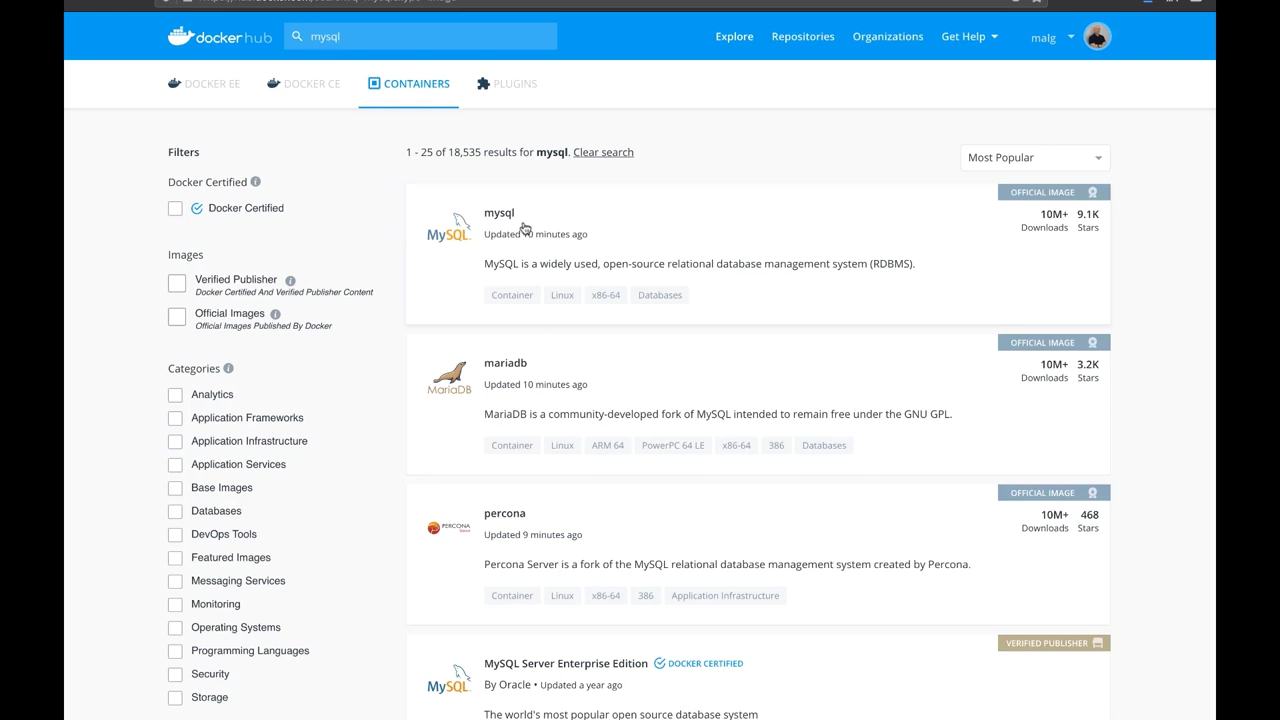 dockerhub
mysql
Explore
Repositories
Organizations
Get Help
malg
DOCKER EE
DOCKER CE
CONTAINERS
PLUGINS
Filters
Docker Certified
Docker Certified
Images
Verified Publisher
Docker Certified And Verified Publisher Content
Official Images
Official Images Published By Docker
Categories
Analytics
Application Frameworks
Application Infrastructure
Application Services
Base Images
Databases
DevOps Tools
Featured Images
Messaging Services
Monitoring
Operating Systems
Programming Languages
Security
Storage
1 - 25 of 18,535 results for mysql. Clear search
Most Popular
OFFICIAL IMAGE
MySQL
mysql
Updated 10 minutes ago
10M+ 9.1K
Downloads Stars
MySQL is a widely used, open-source relational database management system (RDBMS).
Container Linux x86-64 Databases
OFFICIAL IMAGE
MariaDB
mariadb
Updated 10 minutes ago
10M+ 3.2K
Downloads Stars
MariaDB is a community-developed fork of MySQL intended to remain free under the GNU GPL.
Container Linux ARM 64 PowerPC 64 LE x86-64 386 Databases
OFFICIAL IMAGE
PERCONA
percona
Updated 9 minutes ago
10M+ 468
Downloads Stars
Percona Server is a fork of the MySQL relational database management system created by Percona.
Container Linux x86-64 386 Application Infrastructure
VERIFIED PUBLISHER
MySQL
MySQL Server Enterprise Edition DOCKER CERTIFIED
By Oracle • Updated a year ago
The world's most popular open source database system